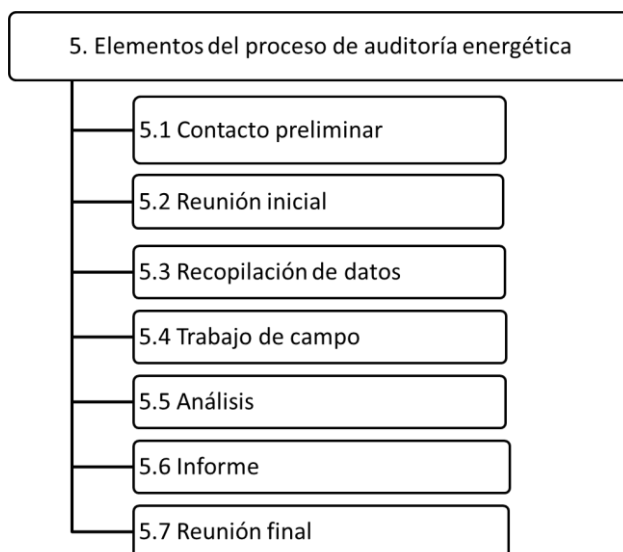 5. Elementos del proceso de auditoría energética
5.1 Contacto preliminar
5.2 Reunión inicial
5.3 Recopilación de datos
5.4 Trabajo de campo
5.5 Análisis
5.6 Informe
5.7 Reunión final